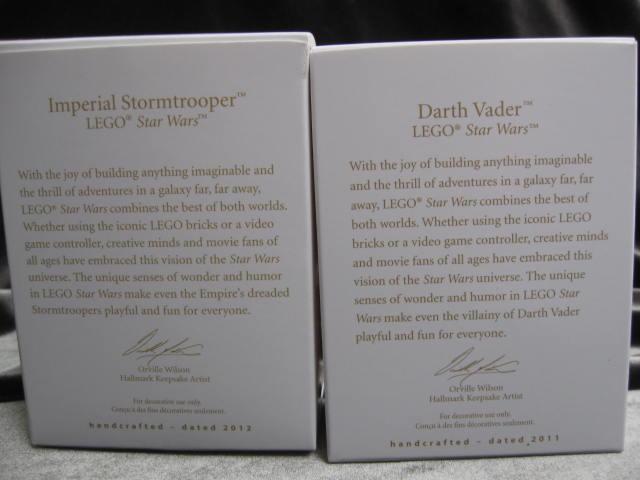 Imperial Stormtrooper™
LEGO® Star Wars™
With the joy of building anything imaginable and
the thrill of adventures in a galaxy far, far away,
LEGO® Star Wars combines the best of both worlds.
Whether using the iconic LEGO bricks or a video
game controller, creative minds and movie fans of
all ages have embraced this vision of the Star Wars
universe. The unique senses of wonder and humor
in LEGO Star Wars make even the Empire's dreaded
Stormtroopers playful and fun for everyone.
Orville Wilson
Hallmark Keepsake Artist
For decorative use only.
Conçu à des fins décoratives seulement.
handcrafted – dated 2012
Darth Vader™
LEGO® Star Wars™
With the joy of building anything imaginable
and the thrill of adventures in a galaxy far, far
away, LEGO® Star Wars combines the best of
both worlds. Whether using the iconic LEGO
bricks or a video game controller, creative minds
and movie fans of all ages have embraced this
vision of the Star Wars universe. The unique
senses of wonder and humor in LEGO Star
Wars make even the villainy of Darth Vader
playful and fun for everyone.
Orville Wilson
Hallmark Keepsake Artist
For decorative use only.
Conçu à des fins décoratives seulement.
handcrafted – dated 2011